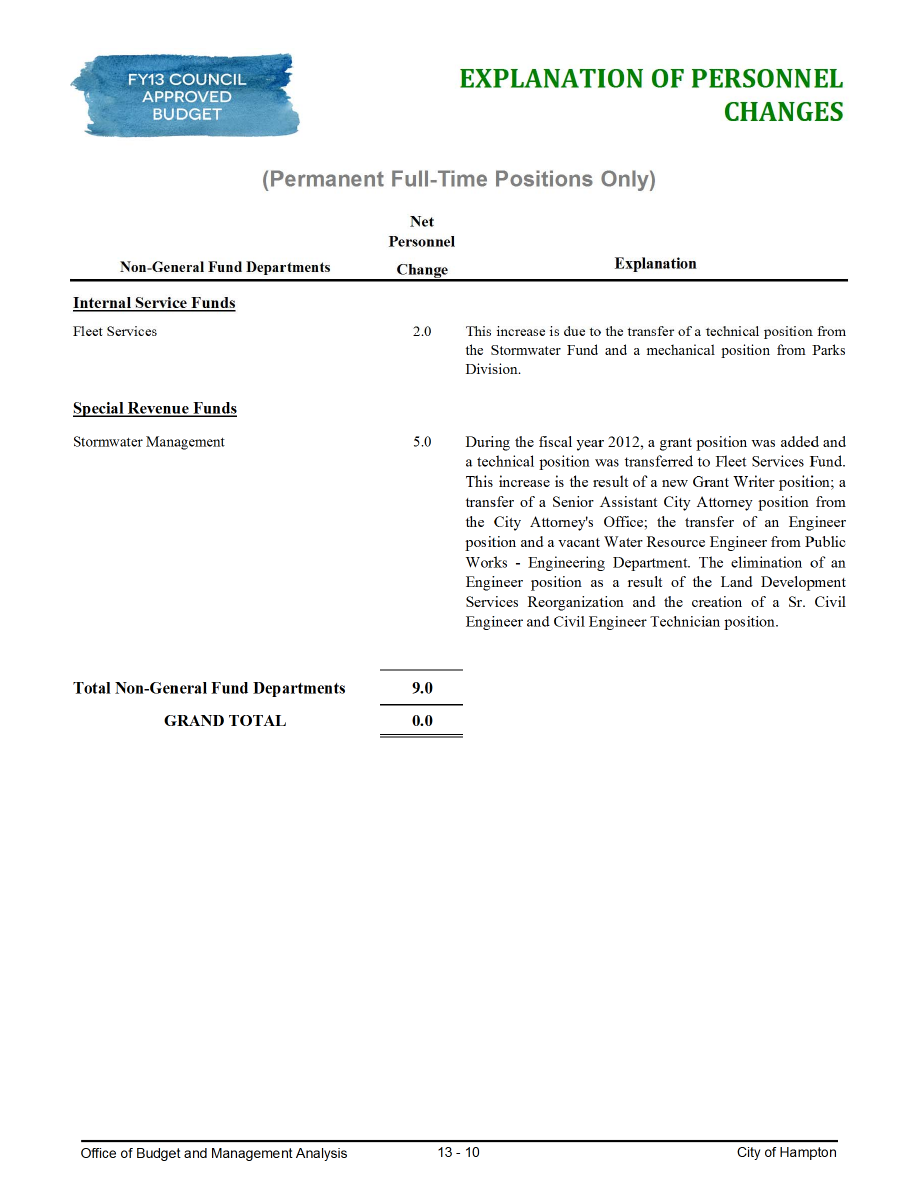 FY13 COUNCIL
APPROVED
BUDGET
EXPLANATION OF PERSONNEL
CHANGES
(Permanent Full-Time Positions Only)
Net
Personnel
Non-General Fund Departments Change Explanation
Internal Service Funds
Fleet Services 2.0 This increase is due to the transfer of a technical position from
the Stormwater Fund and a mechanical position from Parks
Division.
Special Revenue Funds
Stormwater Management 5.0 During the fiscal year 2012, a grant position was added and
a technical position was transferred to Fleet Services Fund.
This increase is the result of a new Grant Writer position; a
transfer of a Senior Assistant City Attorney position from
the City Attorney's Office; the transfer of an Engineer
position and a vacant Water Resource Engineer from Public
Works - Engineering Department. The elimination of an
Engineer position as a result of the Land Development
Services Reorganization and the creation of a Sr. Civil
Engineer and Civil Engineer Technician position.
Total Non-General Fund Departments 9.0
GRAND TOTAL 0.0
Office of Budget and Management Analysis 13 - 10 City of Hampton